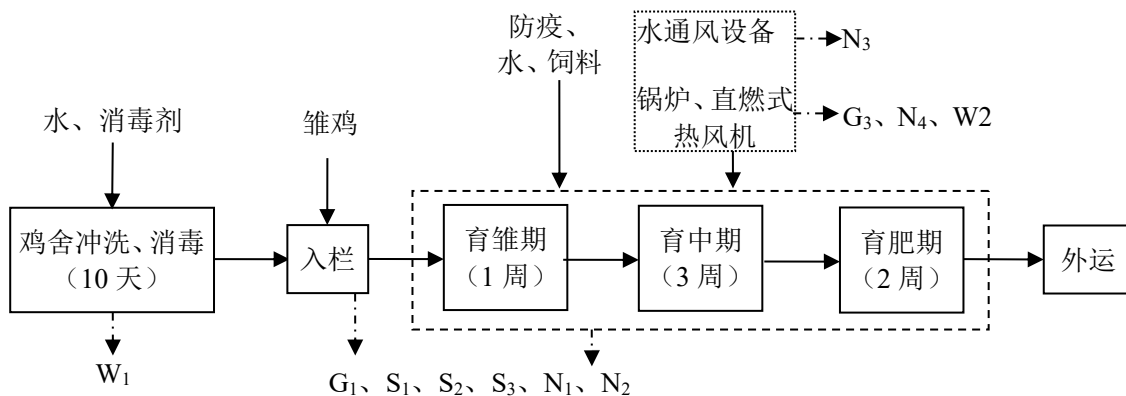 防疫、
水、饲料
水通风设备
N₃
锅炉、直燃式
热风机
G₃、N₄、W2
水、消毒剂
雏鸡
鸡舍冲洗、消毒
（10 天）
入栏
育雏期
（1 周）
育中期
（3 周）
育肥期
（2 周）
外运
W₁
G₁、S₁、S₂、S₃、N₁、N₂